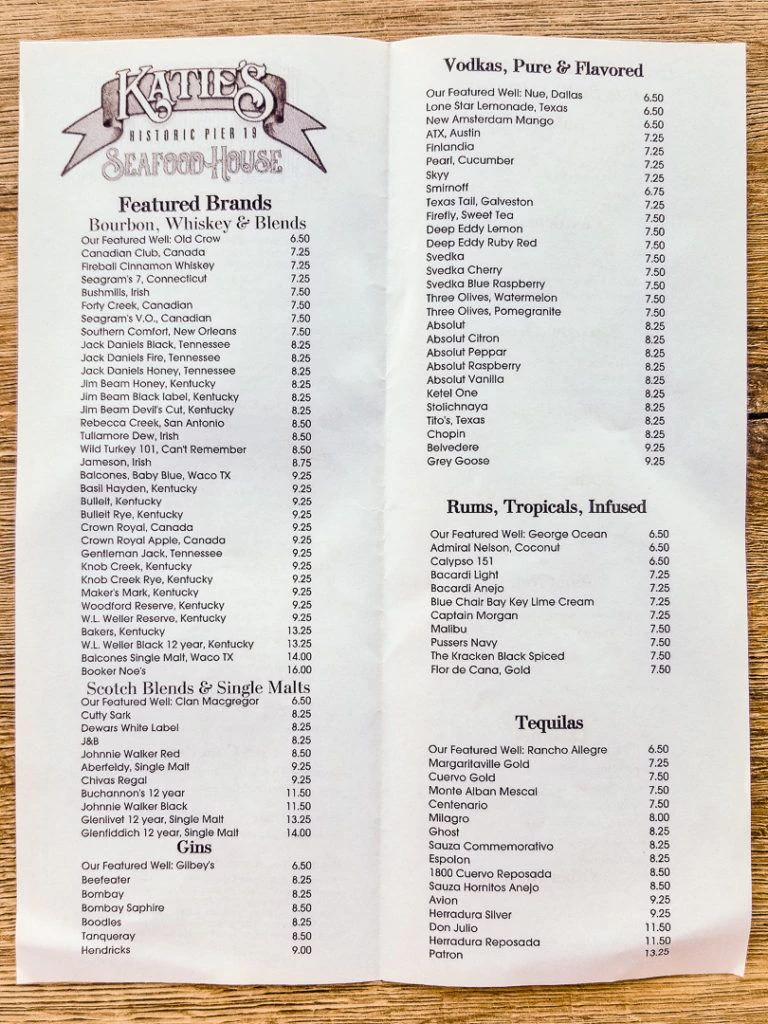 KATIE'S
HISTORIC PIER 19
SEAFOOD HOUSE
Featured Brands
Bourbon, Whiskey & Blends
Our Featured Well: Old Crow 6.50
Canadian Club, Canada 7.25
Fireball Cinnamon Whiskey 7.25
Seagram's 7, Connecticut 7.25
Bushmills, Irish 7.50
Forty Creek, Canadian 7.50
Seagram's V.O., Canadian 7.50
Southern Comfort, New Orleans 7.50
Jack Daniels Black, Tennessee 8.25
Jack Daniels Fire, Tennessee 8.25
Jack Daniels Honey, Tennessee 8.25
Jim Beam Honey, Kentucky 8.25
Jim Beam Black label, Kentucky 8.25
Jim Beam Devil's Cut, Kentucky 8.25
Rebecca Creek, San Antonio 8.50
Tullamore Dew, Irish 8.50
Wild Turkey 101, Can't Remember 8.50
Jameson, Irish 8.75
Balcones, Baby Blue, Waco TX 9.25
Basil Hayden, Kentucky 9.25
Bulleit, Kentucky 9.25
Bulleit Rye, Kentucky 9.25
Crown Royal, Canada 9.25
Crown Royal Apple, Canada 9.25
Gentleman Jack, Tennessee 9.25
Knob Creek, Kentucky 9.25
Knob Creek Rye, Kentucky 9.25
Maker's Mark, Kentucky 9.25
Woodford Reserve, Kentucky 9.25
W.L. Weller Reserve, Kentucky 9.25
Bakers, Kentucky 13.25
W.L. Weller Black 12 year, Kentucky 13.25
Balcones Single Malt, Waco TX 14.00
Booker Noe's 16.00
Scotch Blends & Single Malts
Our Featured Well: Clan Macgregor 6.50
Cutty Sark 8.25
Dewars White Label 8.25
J&B 8.25
Johnnie Walker Red 8.50
Aberfeldy, Single Malt 9.25
Chivas Regal 9.25
Buchannon's 12 year 11.50
Johnnie Walker Black 11.50
Glenlivet 12 year, Single Malt 13.25
Glenfiddich 12 year, Single Malt 14.00
Gins
Our Featured Well: Gilbey's 6.50
Beefeater 8.25
Bombay 8.25
Bombay Saphire 8.50
Boodles 8.25
Tanqueray 8.50
Hendricks 9.00
Vodkas, Pure & Flavored
Our Featured Well: Nue, Dallas 6.50
Lone Star Lemonade, Texas 6.50
New Amsterdam Mango 6.50
ATX, Austin 7.25
Finlandia 7.25
Pearl, Cucumber 7.25
Skyy 7.25
Smirnoff 6.75
Texas Tail, Galveston 7.50
Firefly, Sweet Tea 7.50
Deep Eddy Lemon 7.50
Deep Eddy Ruby Red 7.50
Svedka 7.50
Svedka Cherry 7.50
Svedka Blue Raspberry 7.50
Three Olives, Watermelon 7.50
Three Olives, Pomegranite 7.50
Absolut 8.25
Absolut Citron 8.25
Absolut Peppar 8.25
Absolut Raspberry 8.25
Absolut Vanilla 8.25
Ketel One 8.25
Stolichnaya 8.25
Tito's, Texas 8.25
Chopin 8.25
Belvedere 9.25
Grey Goose 9.25
Rums, Tropicals, Infused
Our Featured Well: George Ocean 6.50
Admiral Nelson, Coconut 6.50
Calypso 151 6.50
Bacardi Light 7.25
Bacardi Anejo 7.25
Blue Chair Bay Key Lime Cream 7.25
Captain Morgan 7.25
Malibu 7.50
Pussers Navy 7.50
The Kracken Black Spiced 7.50
Flor de Cana, Gold 7.50
Tequilas
Our Featured Well: Rancho Allegre 6.50
Margaritaville Gold 7.25
Cuervo Gold 7.50
Monte Alban Mescal 7.50
Centenario 7.50
Milagro 8.00
Ghost 8.25
Sauza Commemorativo 8.25
Espolon 8.25
1800 Cuervo Reposada 8.50
Sauza Hornitos Anejo 8.50
Avion 9.25
Herradura Silver 9.25
Don Julio 11.50
Herradura Reposada 11.50
Patron 13.25